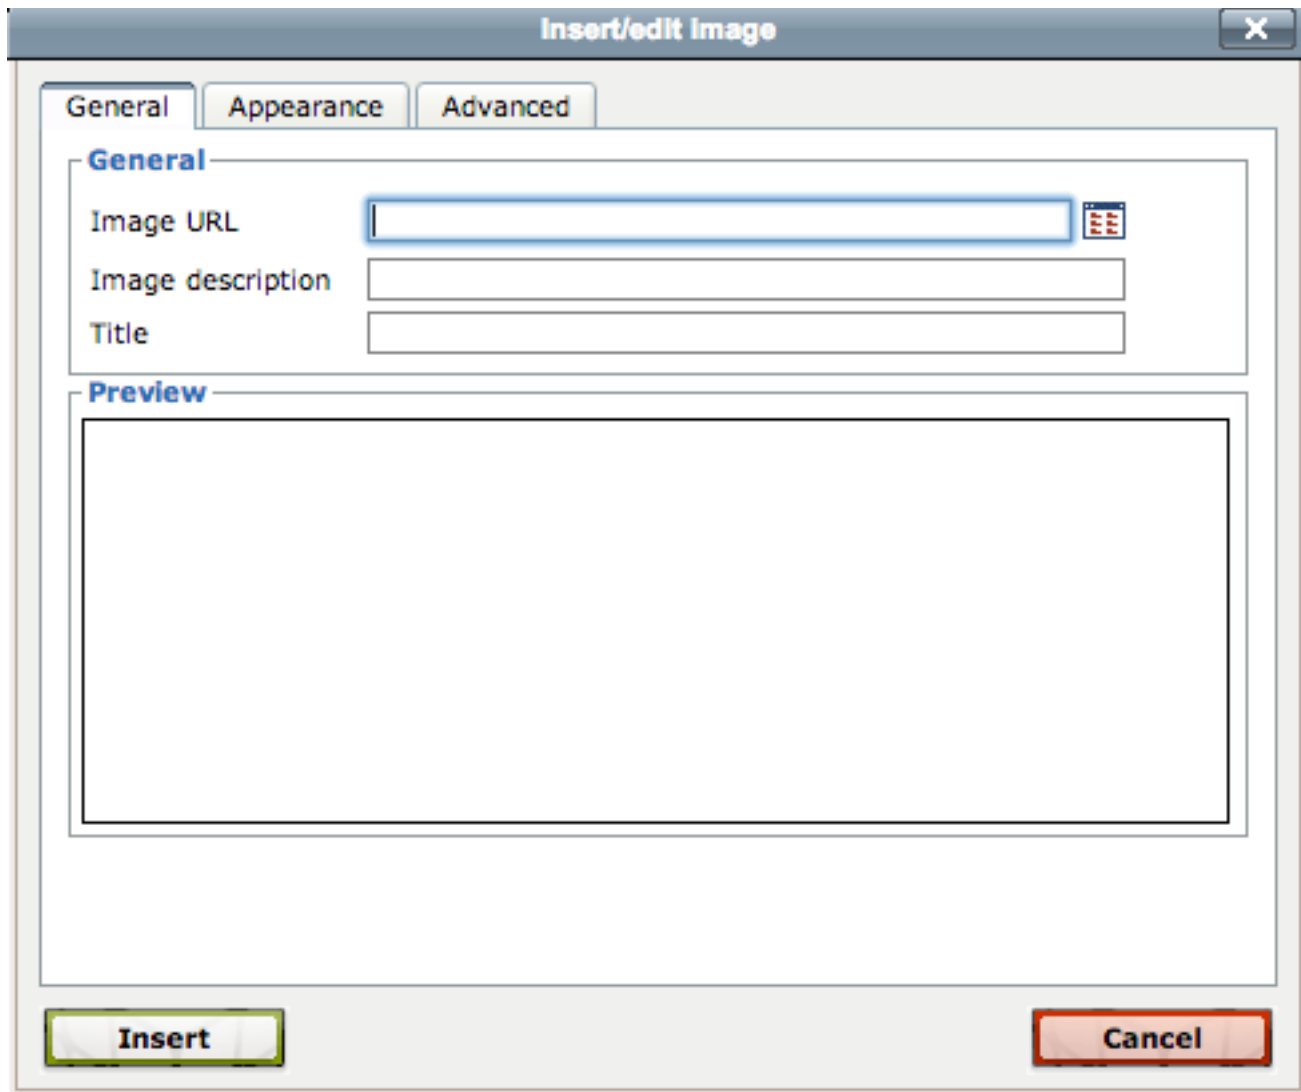 Insert/edit image
General Appearance Advanced
General
Image URL
Image description
Title
Preview
Insert Cancel